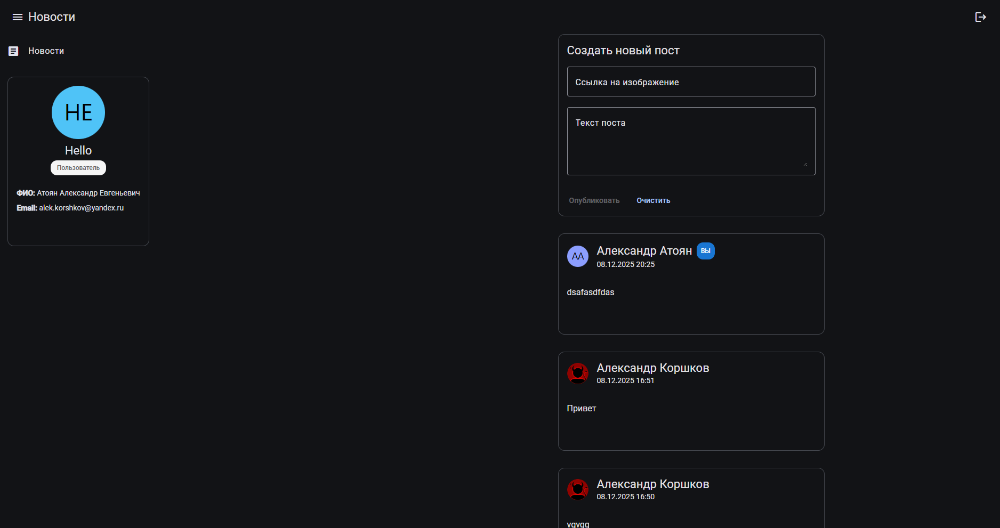 Новости
Новости
HE
Hello
Пользователь
ФИО: Атоян Александр Евгеньевич
Email: alek.korshkov@yandex.ru
Создать новый пост
Ссылка на изображение
Текст поста
Опубликовать Очистить
AA
Александр Атоян ВЫ
08.12.2025 20:25
dsafasdfdas
Александр Коршков
08.12.2025 16:51
Привет
Александр Коршков
08.12.2025 16:50